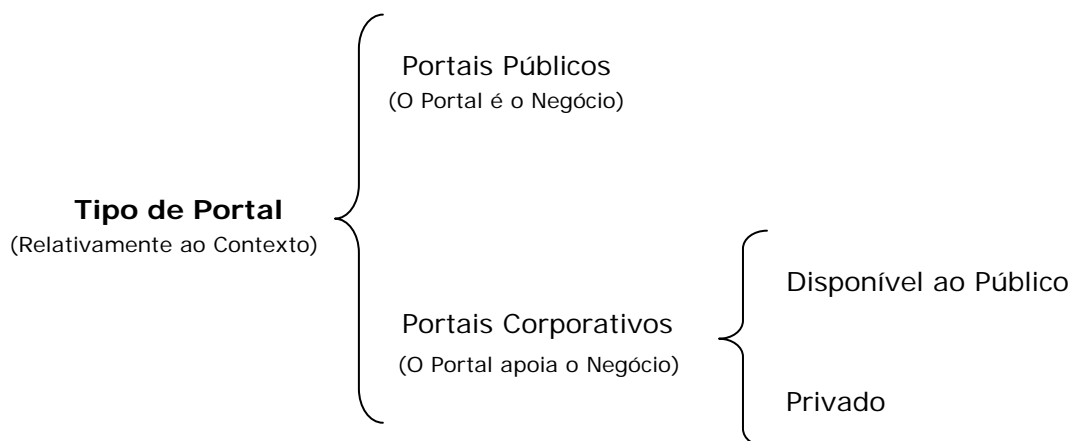 Portais Públicos
(O Portal é o Negócio)
Tipo de Portal
(Relativamente ao Contexto)
Disponível ao Público
Portais Corporativos
(O Portal apoia o Negócio)
Privado